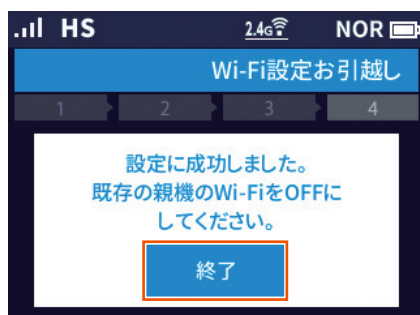 HS 2.4G NOR
Wi-Fi設定お引越し
1 2 3 4
設定に成功しました。
既存の親機のWi-FiをOFFに
してください。
終了